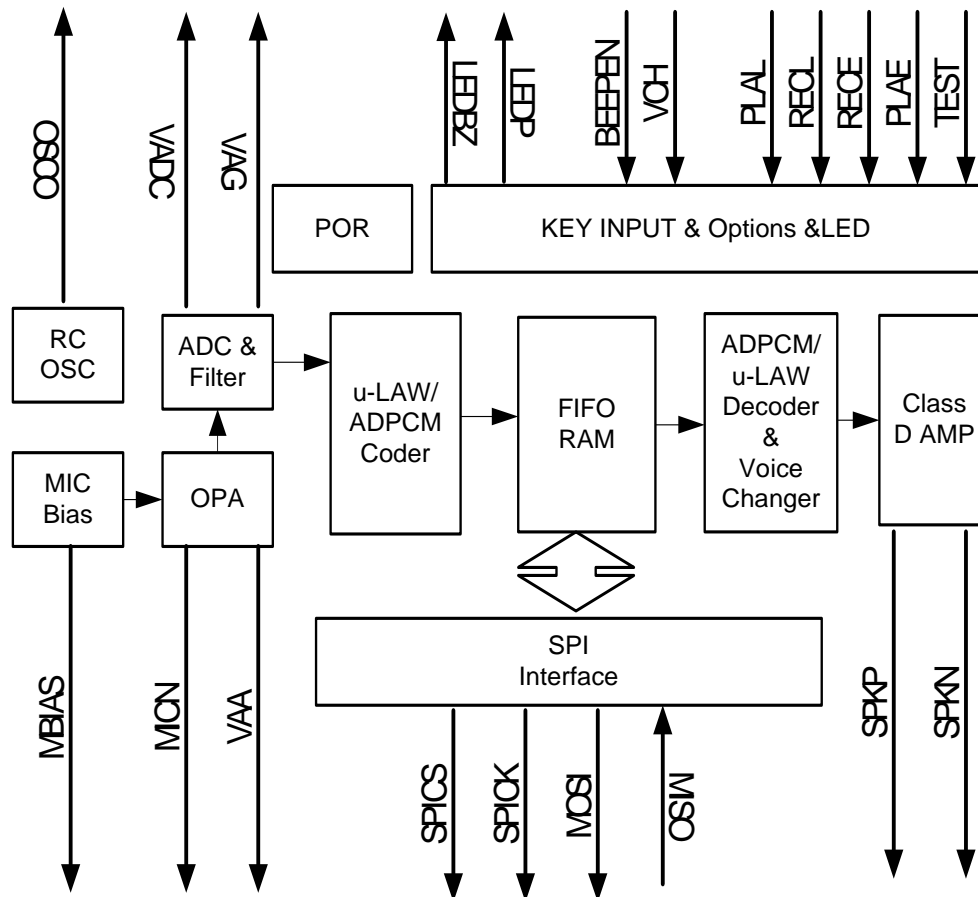 OSCO
VADC
VAG
LEDBZ
LEDP
BEEPEN
VCH
PLAL
RECL
RECE
PLAE
TEST
POR
KEY INPUT & Options &LED
RC
OSC
ADC &
Filter
u-LAW/
ADPCM
Coder
FIFO
RAM
ADPCM/
u-LAW
Decoder
&
Voice
Changer
Class
D AMP
MIC
Bias
OPA
SPI
Interface
MBIAS
MICIN
VAA
SPICS
SPICK
MOSI
MISO
SPKP
SPKN